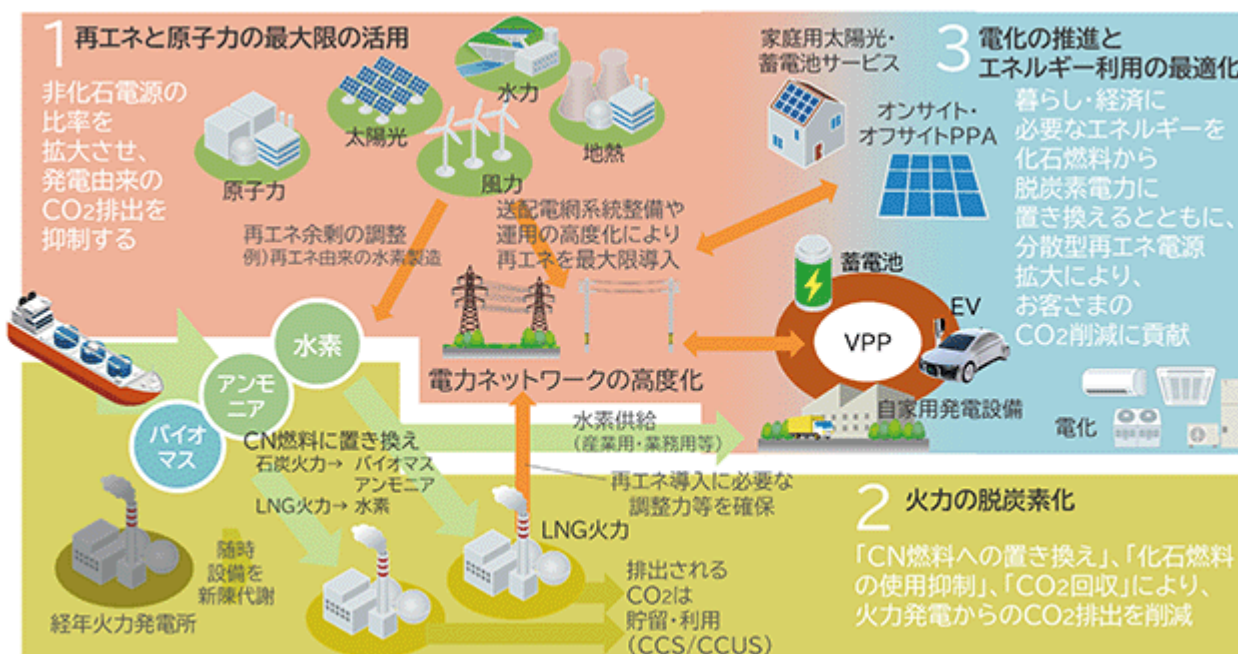 1 再エネと原子力の最大限の活用
非化石電源の
比率を
拡大させ、
発電由来の
CO2排出を
抑制する
原子力
太陽光
水力
風力
地熱
再エネ余剰の調整
例)再エネ由来の水素製造
送配電網系統整備や
運用の高度化により
再エネを最大限導入
電力ネットワークの高度化
家庭用太陽光・
蓄電池サービス
オンサイト・
オフサイトPPA
3 電化の推進と
エネルギー利用の最適化
暮らし・経済に
必要なエネルギーを
化石燃料から
脱炭素電力に
置き換えるとともに、
分散型再エネ電源
拡大により、
お客さまの
CO2削減に貢献
蓄電池
EV
VPP
自家用発電設備
電化
水素
アンモ
ニア
バイオ
マス
水素供給
(産業用・業務用等)
CN燃料に置き換え
石炭火力→ バイオマス
アンモニア
LNG火力→ 水素
再エネ導入に必要な
調整力等を確保
LNG火力
随時
設備を
新陳代謝
経年火力発電所
排出される
CO2は
貯留・利用
(CCS/CCUS)
2 火力の脱炭素化
「CN燃料への置き換え」、「化石燃料
の使用抑制」、「CO2回収」により、
火力発電からのCO2排出を削減